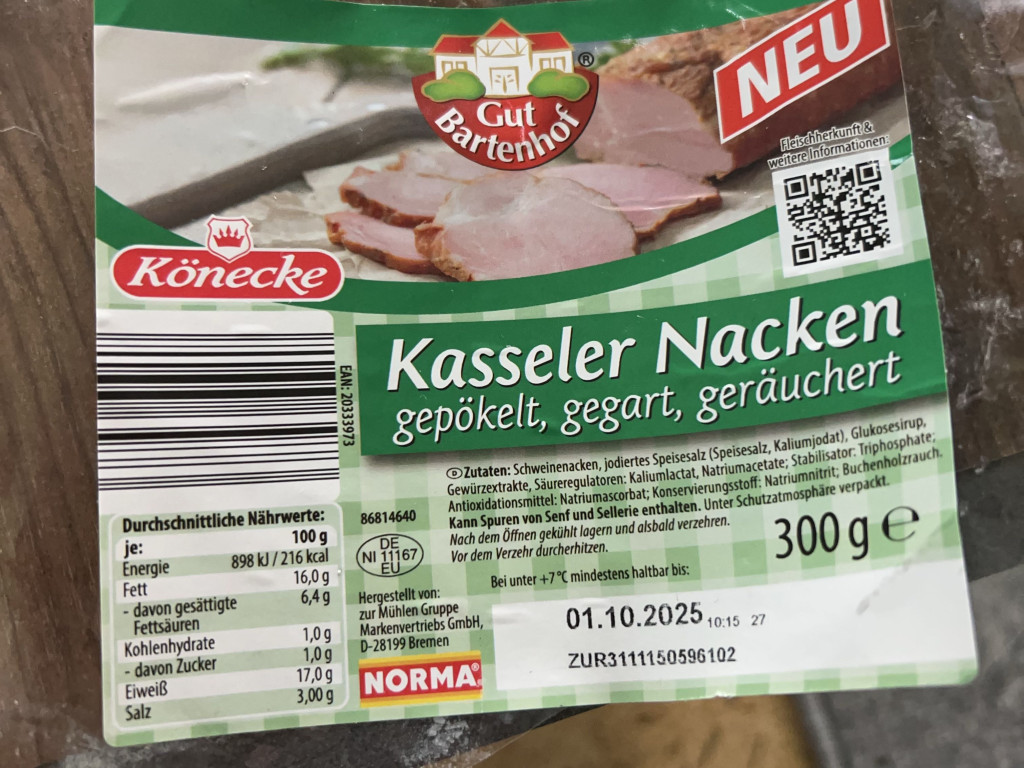 NEU
Gut
Bartenhof
®
Fleischherkunft &
weitere Informationen:
Könecke
Kasseler Nacken
gepökelt, gegart, geräuchert
EAN: 20333973
D Zutaten: Schweinenacken, jodiertes Speisesalz (Speisesalz, Kaliumjodat), Glukosesirup,
Gewürzextrakte, Säureregulatoren: Kaliumlactat, Natriumacetate; Stabilisator: Triphosphate;
Antioxidationsmittel: Natriumascorbat; Konservierungsstoff: Natriumnitrit; Buchenholzrauch.
Kann Spuren von Senf und Sellerie enthalten. Unter Schutzatmosphäre verpackt.
Nach dem Öffnen gekühlt lagern und alsbald verzehren.
Vor dem Verzehr durcherhitzen.
300 g ℮
Durchschnittliche Nährwerte:
je: 100 g
Energie 898 kJ / 216 kcal
Fett 16,0 g
- davon gesättigte 6,4 g
Fettsäuren
Kohlenhydrate 1,0 g
- davon Zucker 1,0 g
Eiweiß 17,0 g
Salz 3,00 g
86814640
DE
NI 11167
EU
Hergestellt von:
zur Mühlen Gruppe
Markenvertriebs GmbH,
D-28199 Bremen
NORMA®
Bei unter +7 °C mindestens haltbar bis:
01.10.2025 10:15 27
ZUR3111150596102